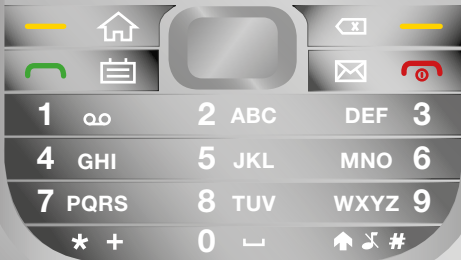 1 2 ABC DEF 3
4 GHI 5 JKL MNO 6
7 PQRS 8 TUV WXYZ 9
* + 0 #